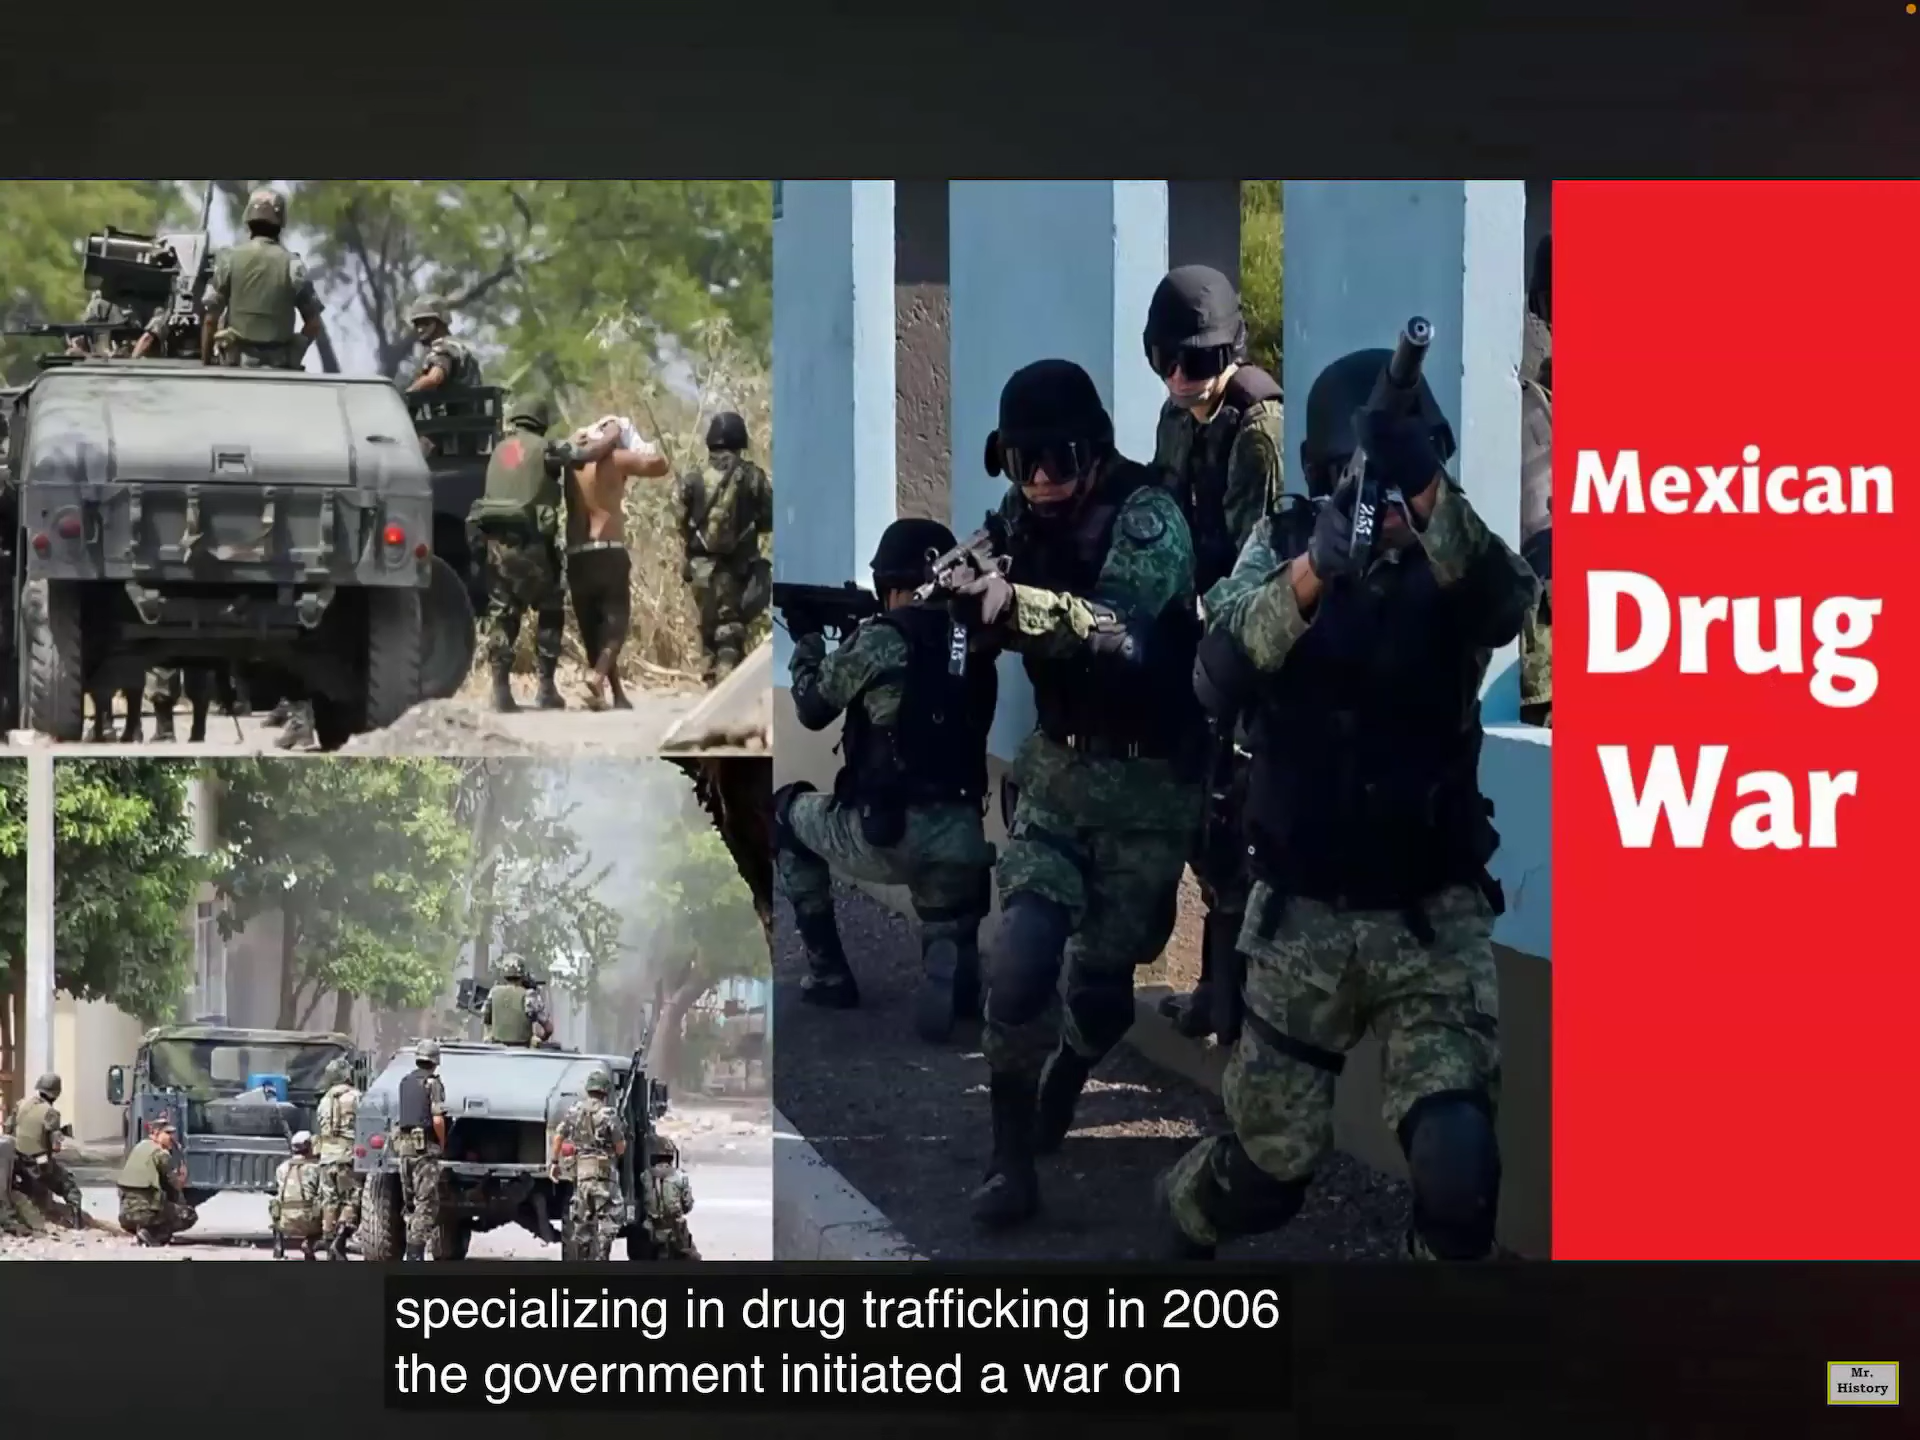 Mexican
Drug
War
specializing in drug trafficking in 2006
the government initiated a war on
Mr.
History